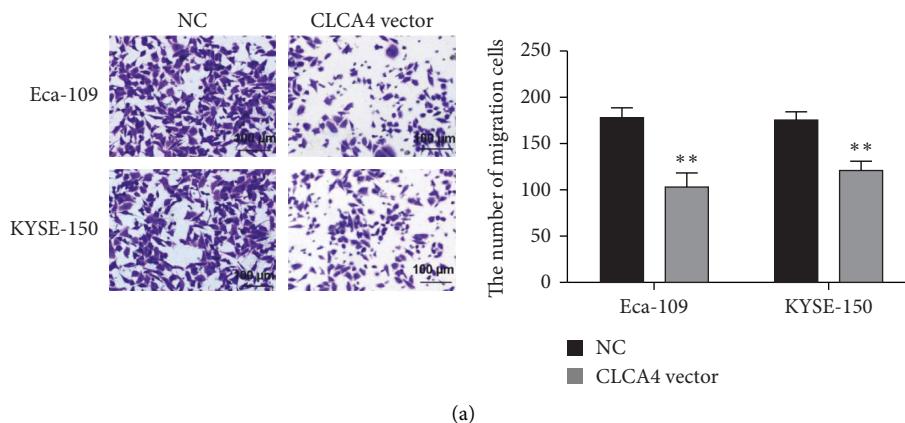 NC CLCA4 vector
Eca-109
100 µm
100 µm
KYSE-150
100 µm
100 µm
The number of migration cells
250
200
150
100
50
0
**
**
Eca-109 KYSE-150
NC
CLCA4 vector
(a)